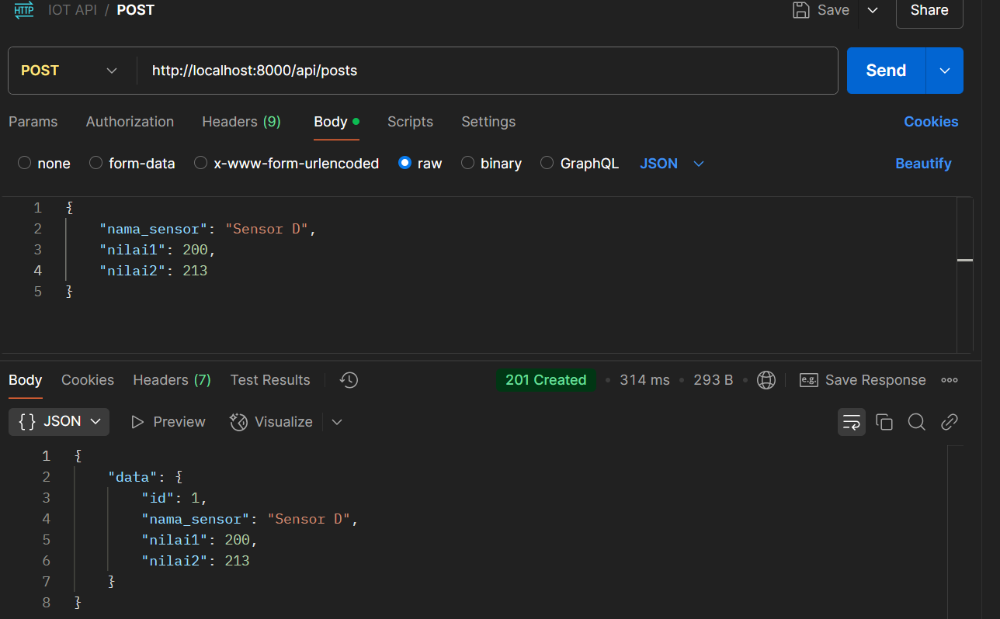 HTTP IOT API / POST Save Share
POST http://localhost:8000/api/posts Send
Params Authorization Headers (9) Body Scripts Settings Cookies
none form-data x-www-form-urlencoded raw binary GraphQL JSON Beautify
1 {
2 "nama_sensor": "Sensor D",
3 "nilai1": 200,
4 "nilai2": 213
5 }
Body Cookies Headers (7) Test Results 201 Created • 314 ms • 293 B • e.g. Save Response
{} JSON Preview Visualize
1 {
2 "data": {
3 "id": 1,
4 "nama_sensor": "Sensor D",
5 "nilai1": 200,
6 "nilai2": 213
7 }
8 }